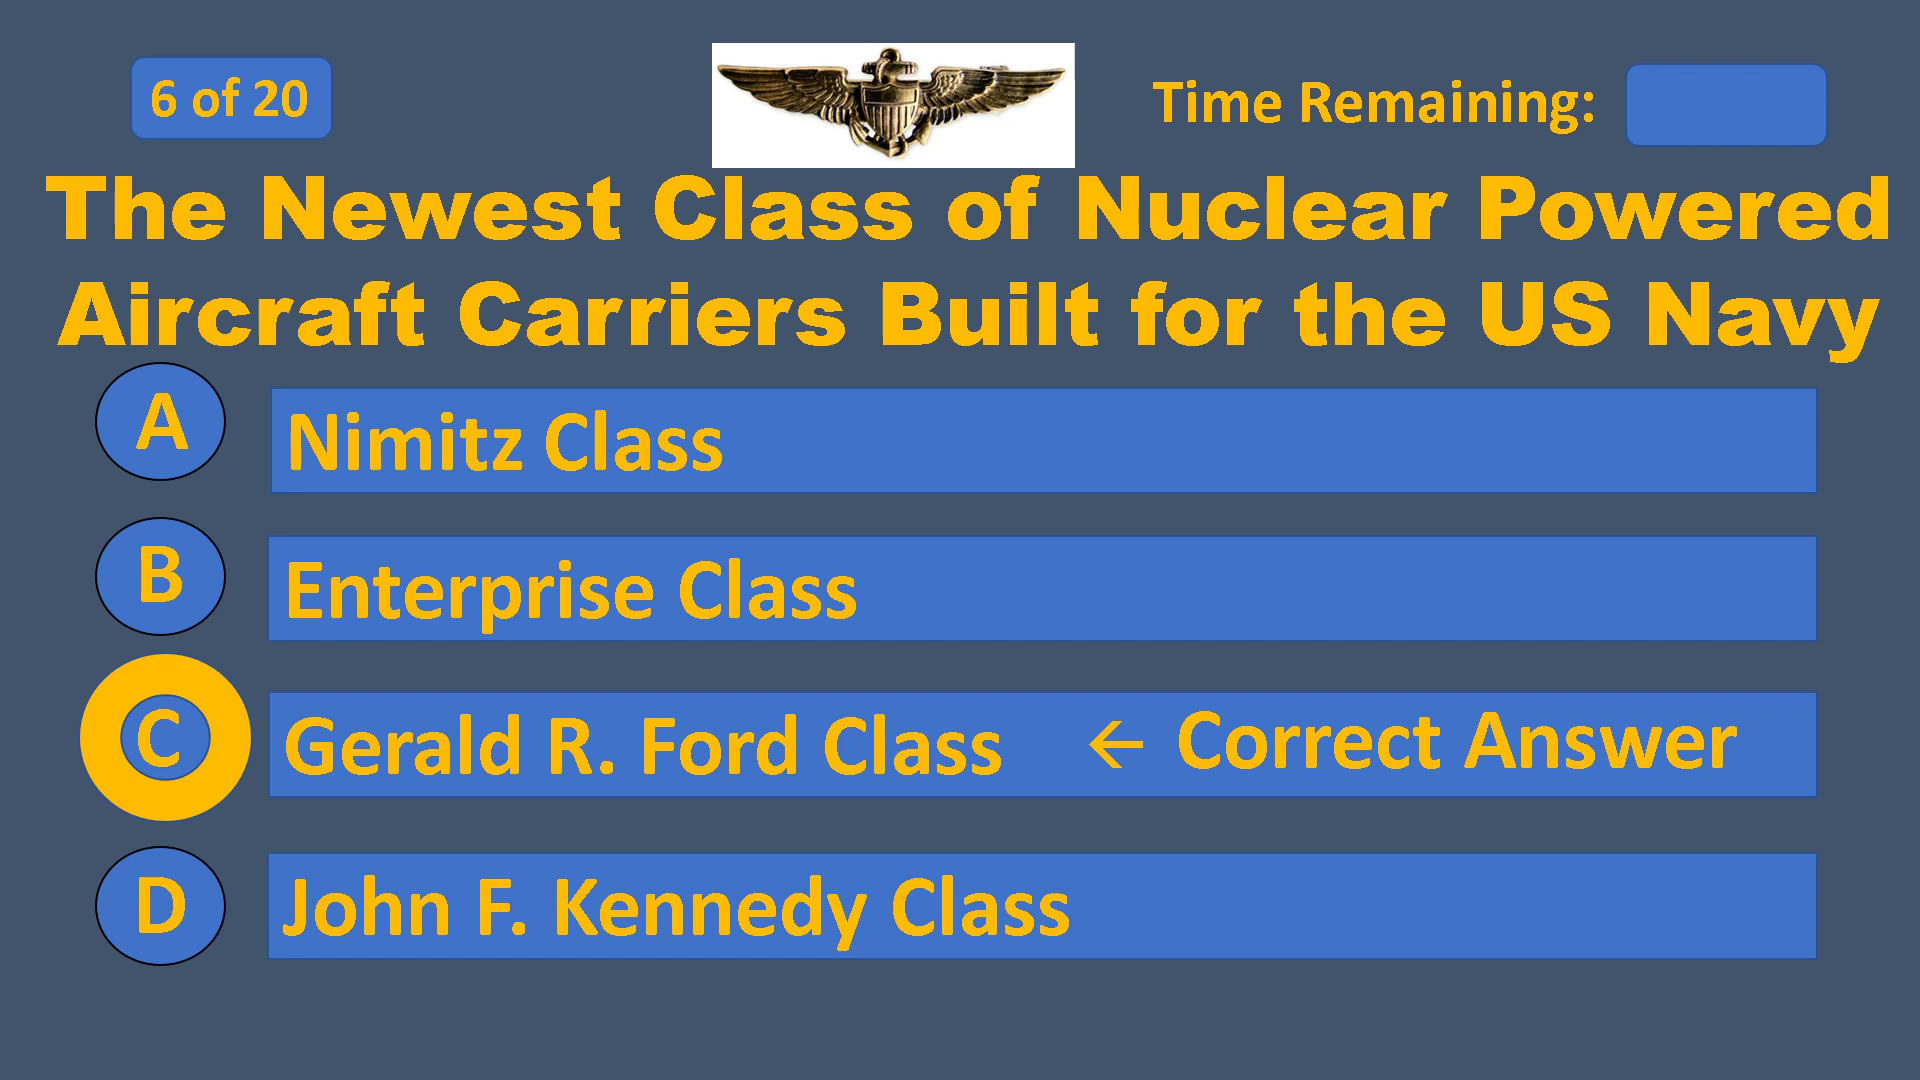 6 of 20
Time Remaining:
The Newest Class of Nuclear Powered
Aircraft Carriers Built for the US Navy
A Nimitz Class
B Enterprise Class
C Gerald R. Ford Class ← Correct Answer
D John F. Kennedy Class